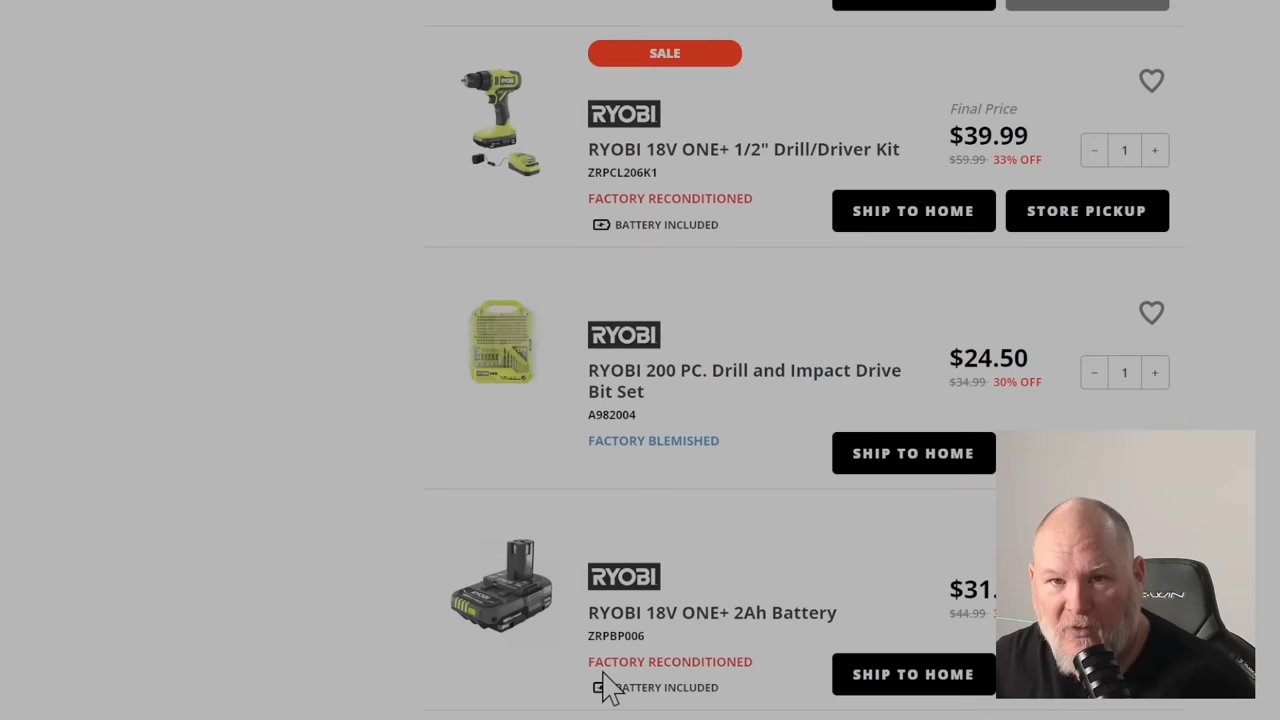 SALE
RYOBI
RYOBI 18V ONE+ 1/2" Drill/Driver Kit
ZRPCL206K1
FACTORY RECONDITIONED
BATTERY INCLUDED
Final Price
$39.99
$59.99 33% OFF
− 1 +
SHIP TO HOME
STORE PICKUP
RYOBI
RYOBI 200 PC. Drill and Impact Drive
Bit Set
A982004
FACTORY BLEMISHED
$24.50
$34.99 30% OFF
− 1 +
SHIP TO HOME
RYOBI
RYOBI 18V ONE+ 2Ah Battery
ZRPBP006
FACTORY RECONDITIONED
BATTERY INCLUDED
$31.
$44.99
SHIP TO HOME